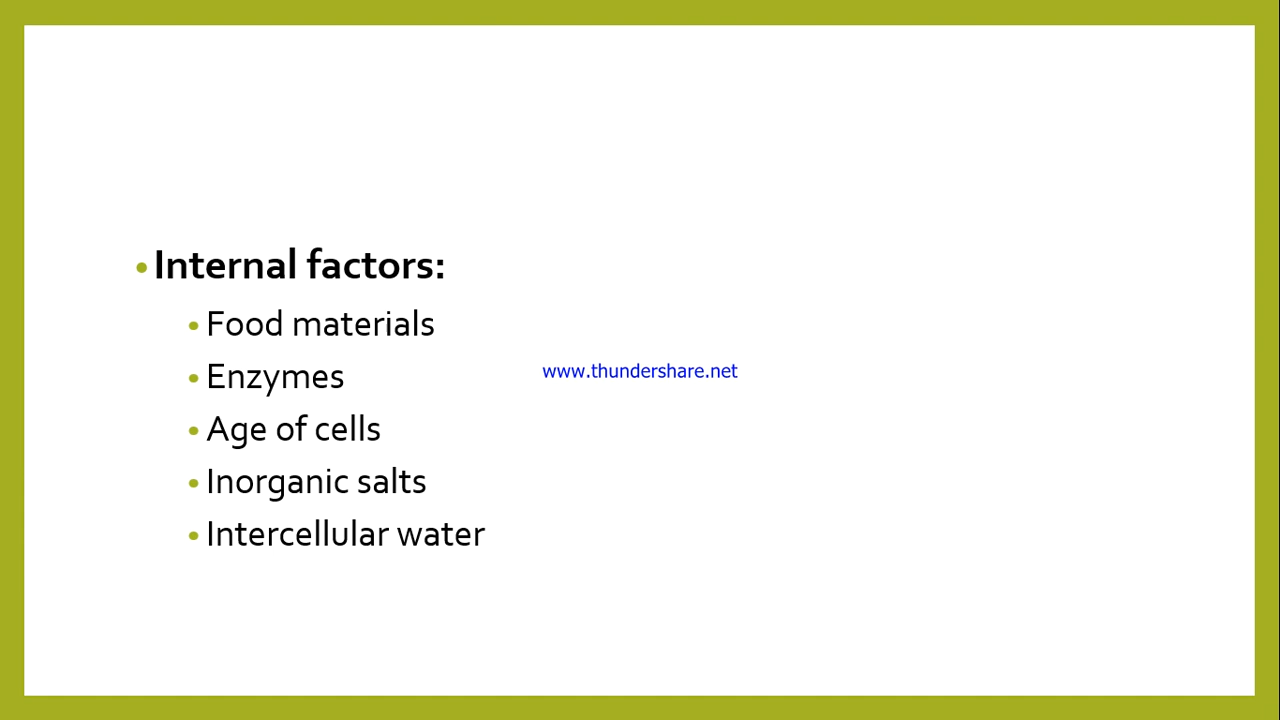 • Internal factors:
• Food materials
• Enzymes
www.thundershare.net
• Age of cells
• Inorganic salts
• Intercellular water